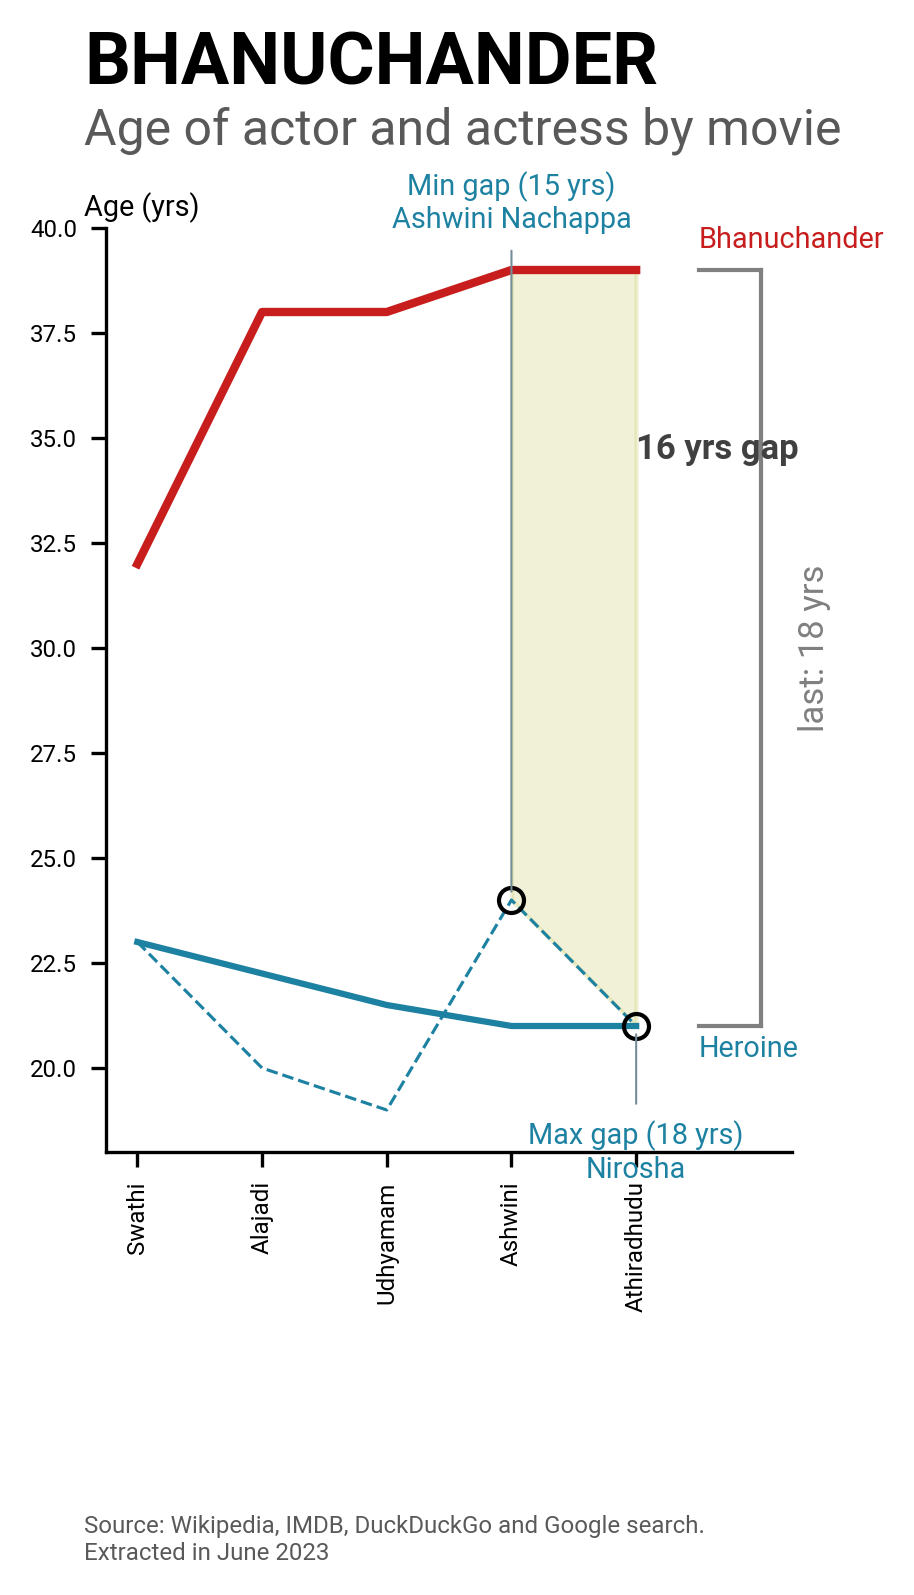 BHANUCHANDER
Age of actor and actress by movie
Min gap (15 yrs)
Ashwini Nachappa
Age (yrs)
Bhanuchander
40.0
37.5
35.0
32.5
30.0
27.5
25.0
22.5
20.0
16 yrs gap
last: 18 yrs
Heroine
Max gap (18 yrs)
Nirosha
Swathi
Alajadi
Udhyamam
Ashwini
Athiradhudu
Source: Wikipedia, IMDB, DuckDuckGo and Google search.
Extracted in June 2023